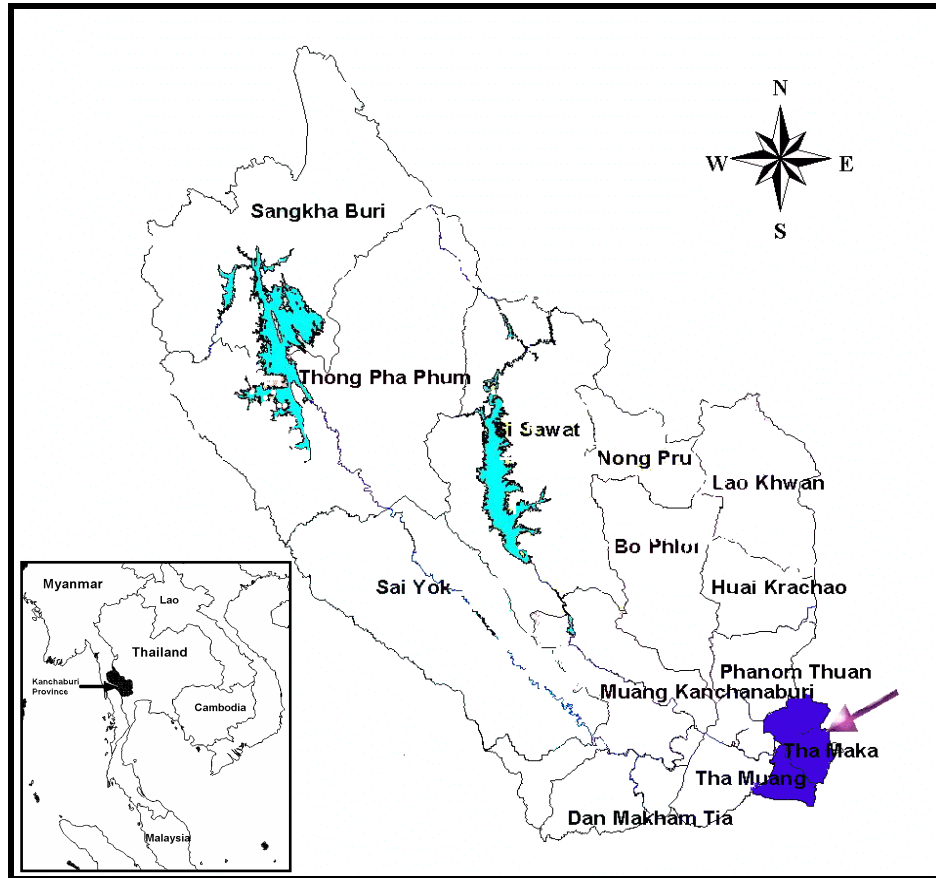 N
W E
S
Sangkha Buri
Thong Pha Phum
Si Sawat
Nong Pru
Lao Khwan
Bo Phloi
Sai Yok
Huai Krachao
Phanom Thuan
Muang Kanchanaburi
Tha Maka
Tha Muang
Dan Makham Tia
Myanmar
Lao
Thailand
Kanchaburi
Province
Cambodia
Malaysia